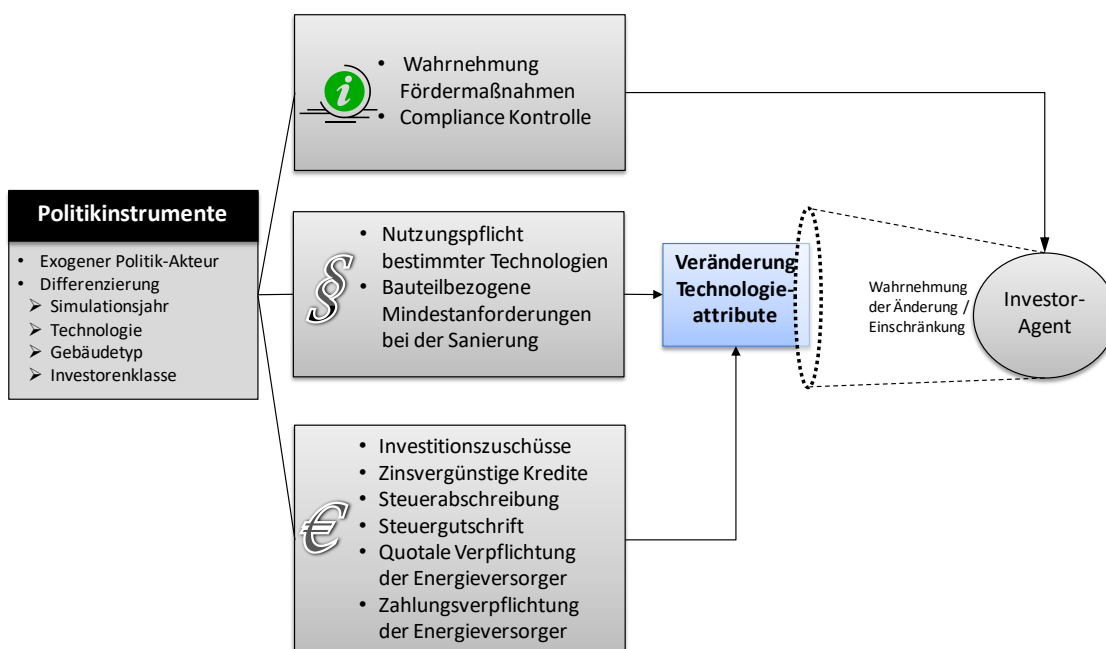 Politikinstrumente
• Exogener Politik-Akteur
• Differenzierung
➢ Simulationsjahr
➢ Technologie
➢ Gebäudetyp
➢ Investorenklasse
i
• Wahrnehmung
Fördermaßnahmen
• Compliance Kontrolle
§
• Nutzungspflicht
bestimmter Technologien
• Bauteilbezogene
Mindestanforderungen
bei der Sanierung
€
• Investitionszuschüsse
• Zinsvergünstige Kredite
• Steuerabschreibung
• Steuergutschrift
• Quotale Verpflichtung
der Energieversorger
• Zahlungsverpflichtung
der Energieversorger
Veränderung
Technologie-
attribute
Wahrnehmung
der Änderung /
Einschränkung
Investor-
Agent